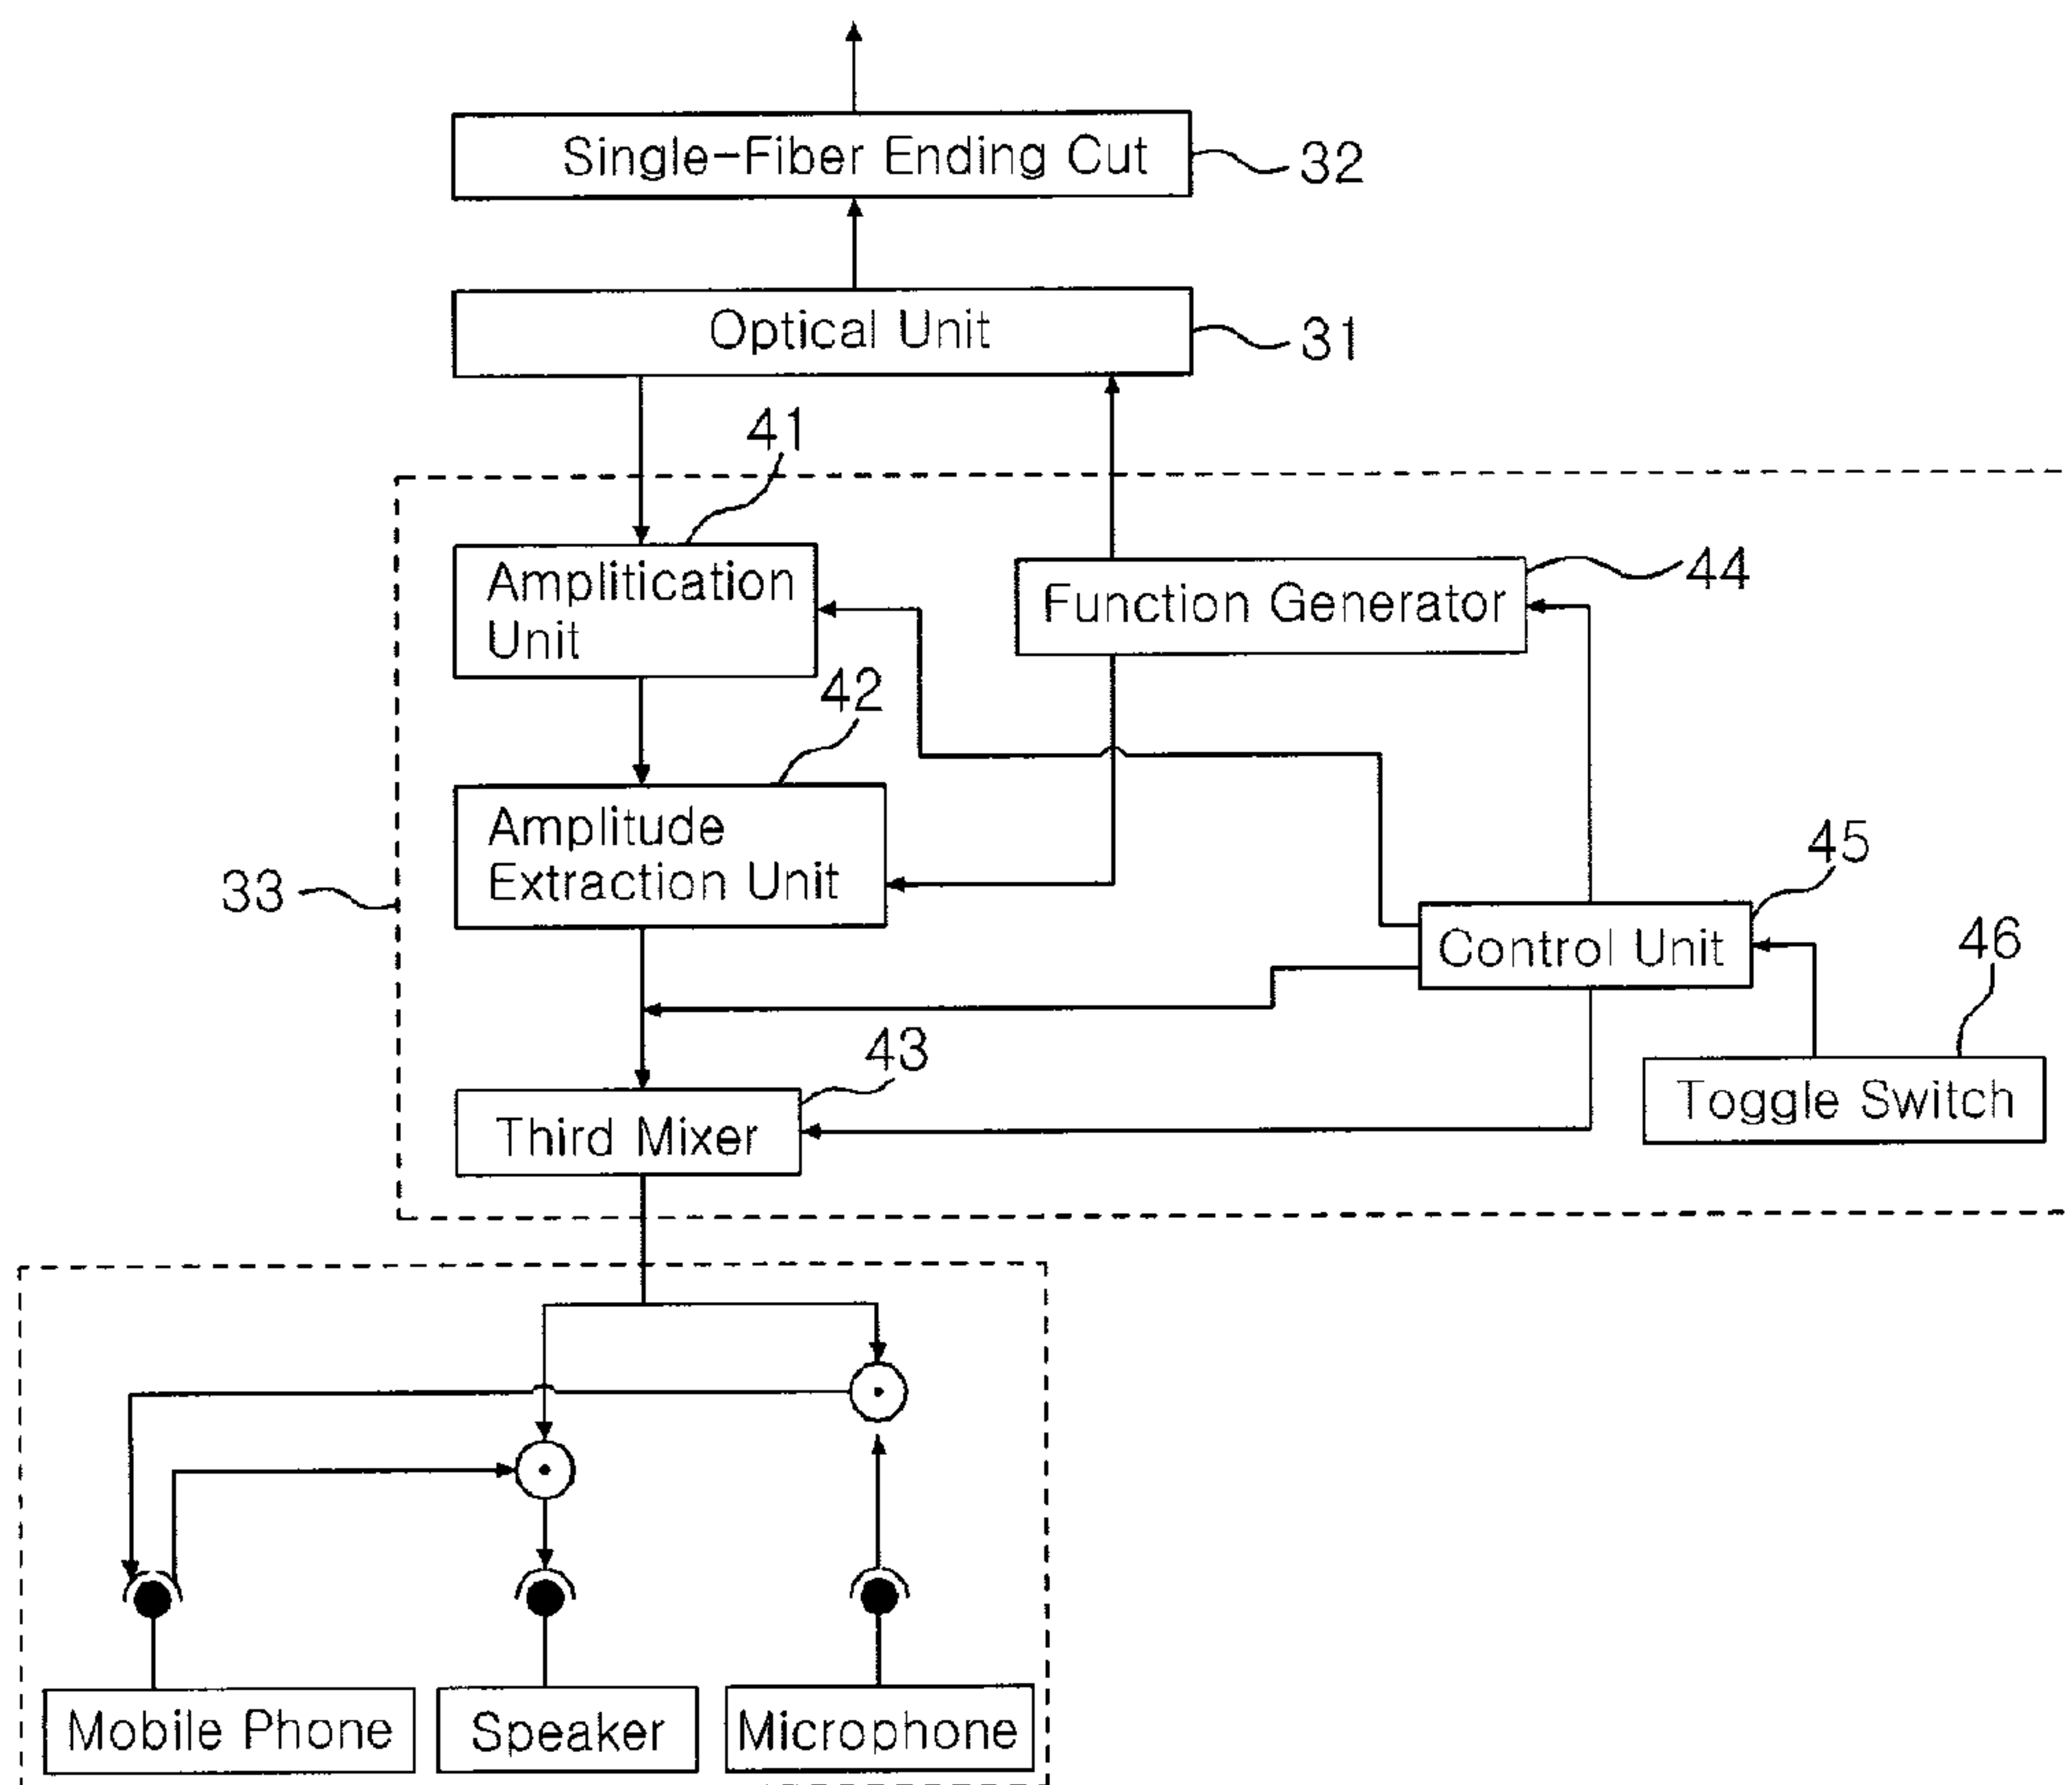 Single-Fiber Ending Cut
32
Optical Unit
31
41
Amplitication
Unit
Function Generator
44
42
Amplitude
Extraction Unit
33
45
Control Unit
46
43
Third Mixer
Toggle Switch
Mobile Phone
Speaker
Microphone